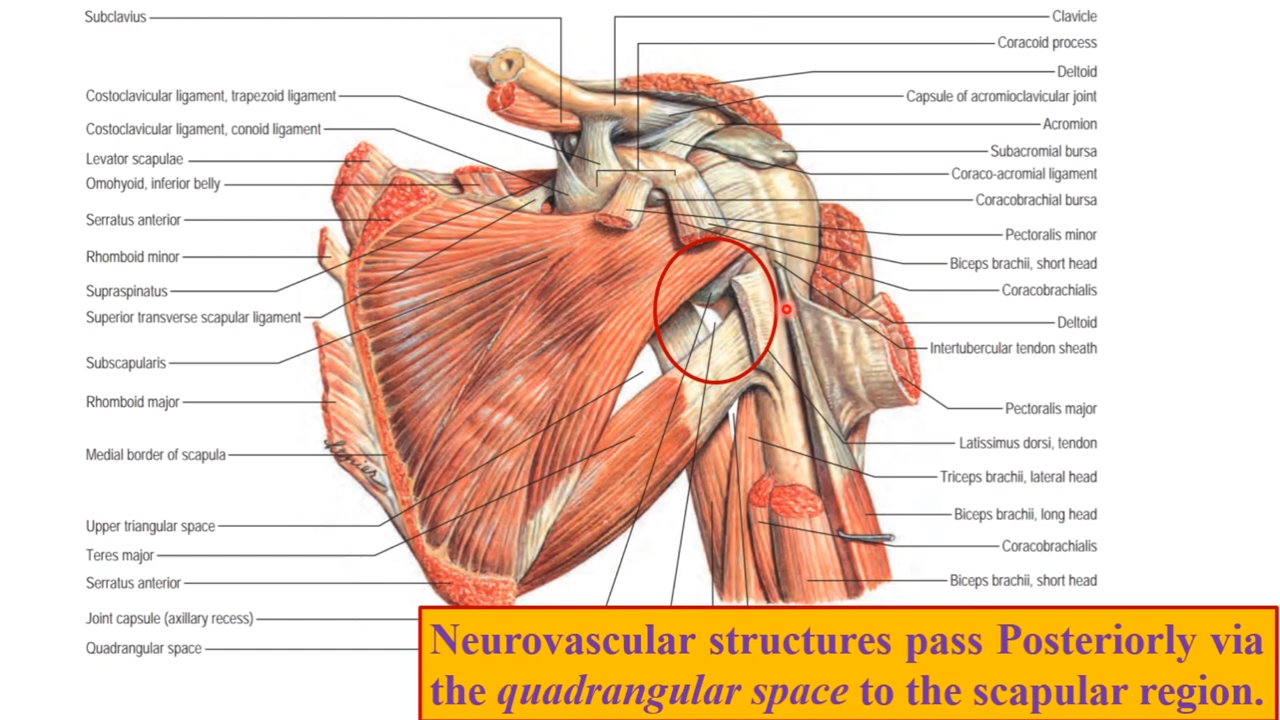 Subclavius
Costoclavicular ligament, trapezoid ligament
Costoclavicular ligament, conoid ligament
Levator scapulae
Omohyoid, inferior belly
Serratus anterior
Rhomboid minor
Supraspinatus
Superior transverse scapular ligament
Subscapularis
Rhomboid major
Medial border of scapula
Upper triangular space
Teres major
Serratus anterior
Joint capsule (axillary recess)
Quadrangular space
Clavicle
Coracoid process
Deltoid
Capsule of acromioclavicular joint
Acromion
Subacromial bursa
Coraco-acromial ligament
Coracobrachial bursa
Pectoralis minor
Biceps brachii, short head
Coracobrachialis
Deltoid
Intertubercular tendon sheath
Pectoralis major
Latissimus dorsi, tendon
Triceps brachii, lateral head
Biceps brachii, long head
Coracobrachialis
Biceps brachii, short head
Neurovascular structures pass Posteriorly via
the quadrangular space to the scapular region.